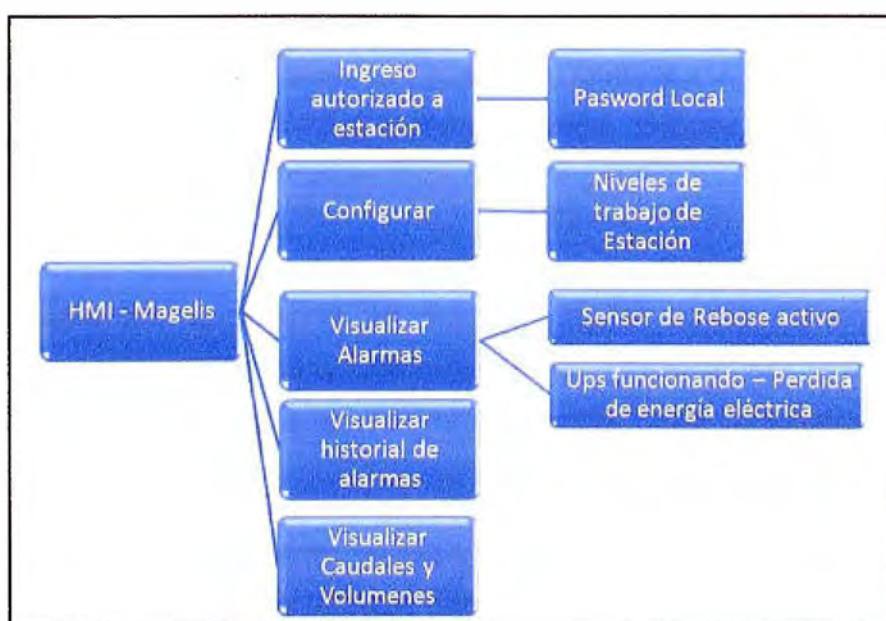 Ingreso
autorizado a
estación
Pasword Local
Configurar
Niveles de
trabajo de
Estación
HMI - Magelis
Visualizar
Alarmas
Sensor de Rebose activo
Ups funcionando – Perdida
de energía eléctrica
Visualizar
historial de
alarmas
Visualizar
Caudales y
Volumenes